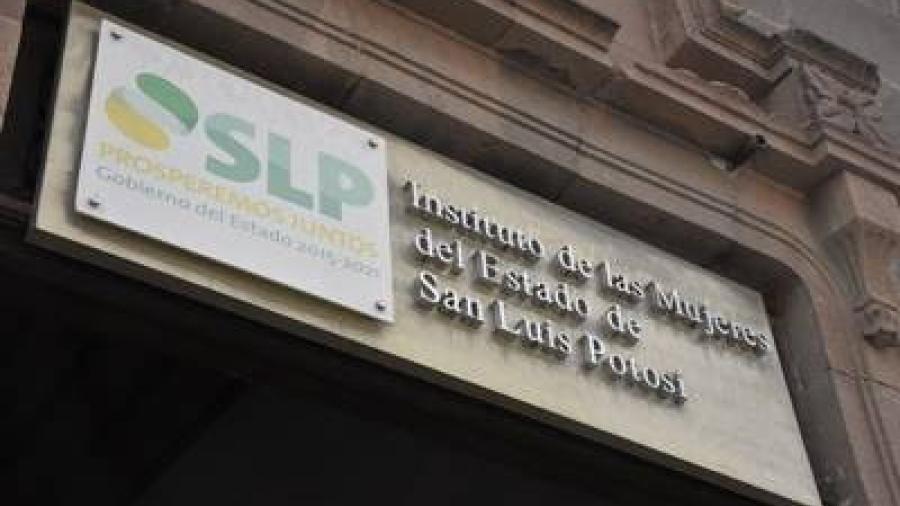 SLP
PROSPEREMOS JUNTOS
Gobierno del Estado 2015-2021
Instituto de las Mujeres
del Estado de
San Luis Potosí